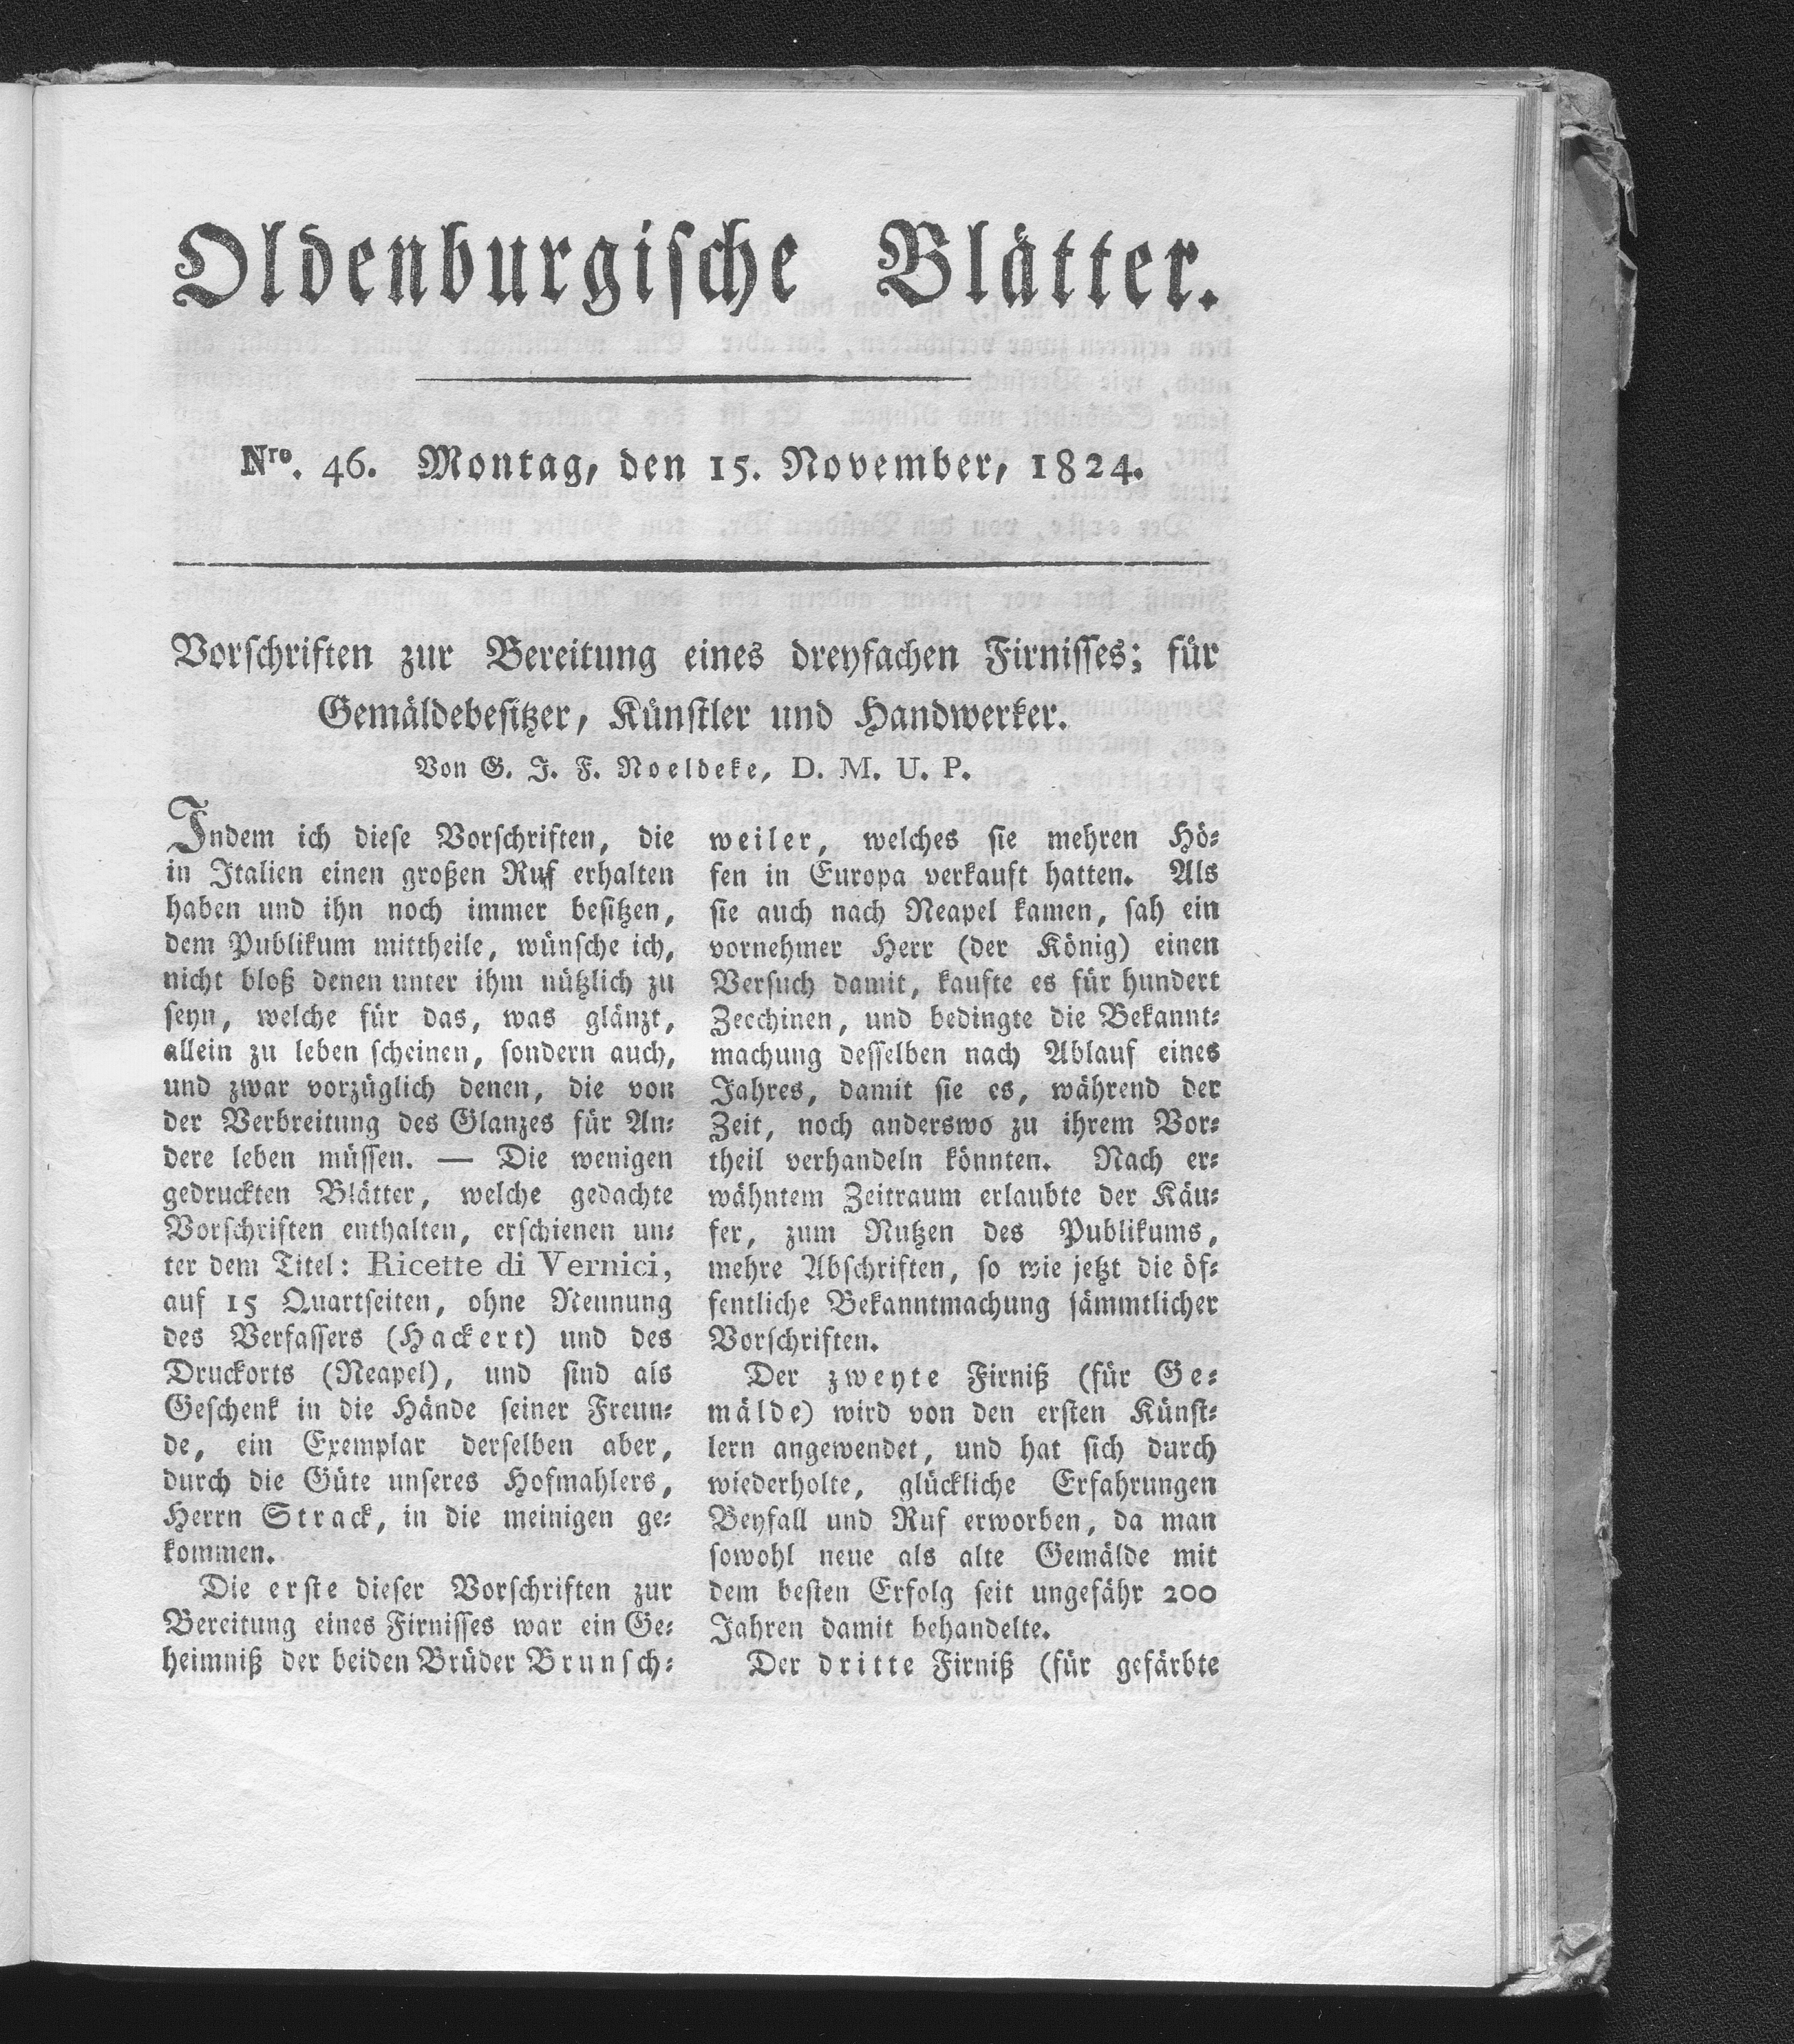 Oldenburgische Blätter.
Nro. 46. Montag, den 15. November, 1824.
Vorschriften zur Bereitung eines dreyfachen Firnisses; für
Gemäldebesitzer, Künstler und Handwerker.
Von G. J. F. Noeldeke, D. M. U. P.
Indem ich diese Vorschriften, die
in Italien einen großen Ruf erhalten
haben und ihn noch immer besitzen,
dem Publikum mittheile, wünsche ich,
nicht bloß denen unter ihm nützlich zu
seyn, welche für das, was glänzt,
allein zu leben scheinen, sondern auch,
und zwar vorzüglich denen, die von
der Verbreitung des Glanzes für An-
dere leben müssen. — Die wenigen
gedruckten Blätter, welche gedachte
Vorschriften enthalten, erschienen un-
ter dem Titel: Ricette di Vernici,
auf 15 Quartseiten, ohne Nennung
des Verfassers (Hackert) und des
Druckorts (Neapel), und sind als
Geschenk in die Hände seiner Freun-
de, ein Exemplar derselben aber,
durch die Güte unseres Hofmahlers,
Herrn Strack, in die meinigen ge-
kommen.
Die erste dieser Vorschriften zur
Bereitung eines Firnisses war ein Ge-
heimniß der beiden Brüder Brunsch-
weiler, welches sie mehren Hö-
fen in Europa verkauft hatten. Als
sie auch nach Neapel kamen, sah ein
vornehmer Herr (der König) einen
Versuch damit, kaufte es für hundert
Zecchinen, und bedingte die Bekannt-
machung desselben nach Ablauf eines
Jahres, damit sie es, während der
Zeit, noch anderswo zu ihrem Vor-
theil verhandeln könnten. Nach er-
wähntem Zeitraum erlaubte der Käu-
fer, zum Nutzen des Publikums,
mehre Abschriften, so wie jetzt die öf-
fentliche Bekanntmachung sämmtlicher
Vorschriften.
Der zweyte Firniß (für Ge-
mälde) wird von den ersten Künst-
lern angewendet, und hat sich durch
wiederholte, glückliche Erfahrungen
Beyfall und Ruf erworben, da man
sowohl neue als alte Gemälde mit
dem besten Erfolg seit ungefähr 200
Jahren damit behandelte.
Der dritte Firniß (für gefärbte